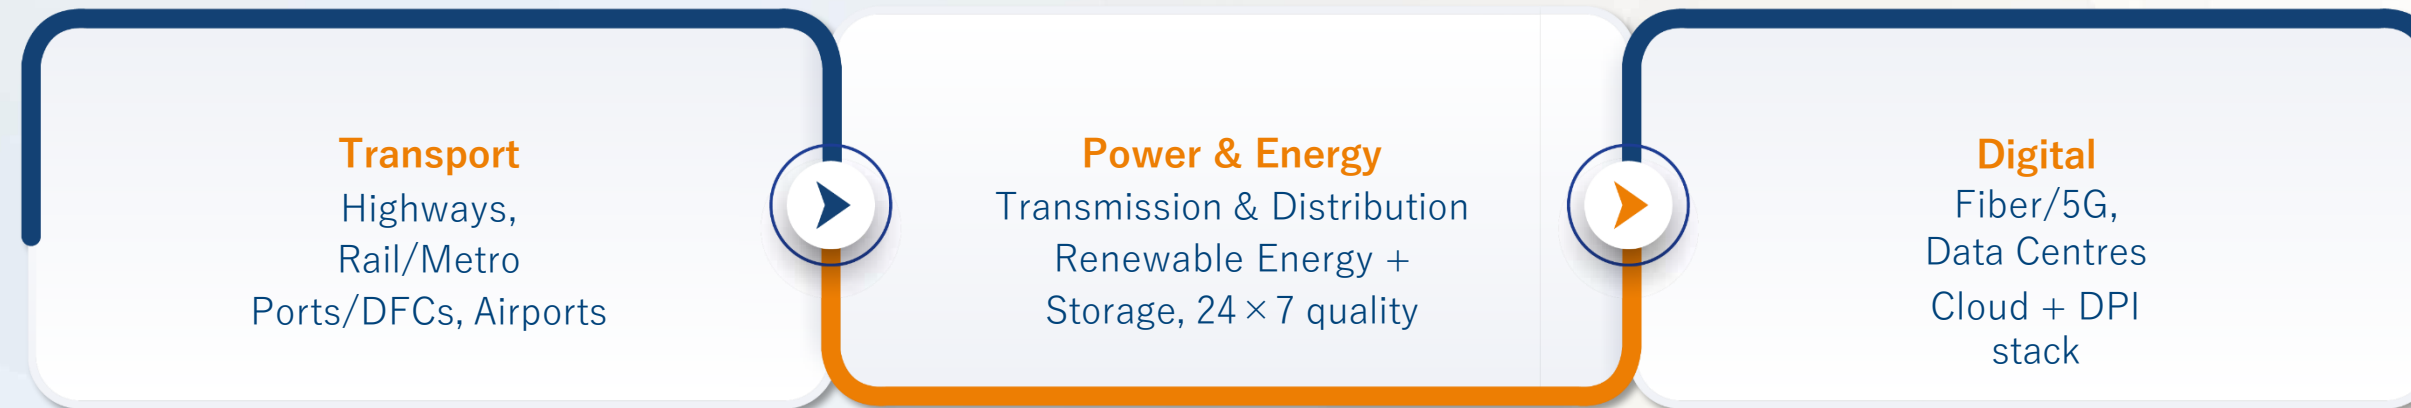 Transport
Highways,
Rail/Metro
Ports/DFCs, Airports
Power & Energy
Transmission & Distribution
Renewable Energy +
Storage, 24×7 quality
Digital
Fiber/5G,
Data Centres
Cloud + DPI
stack